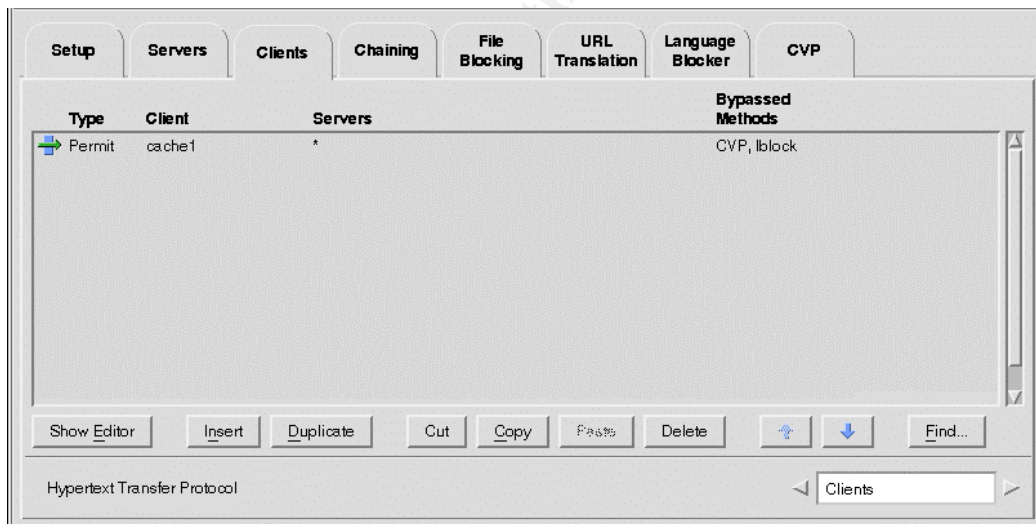 Setup Servers Clients Chaining File Blocking URL Translation Language Blocker CVP
Type Client Servers Bypassed Methods
Permit cache1 * CVP, lblock
Show Editor Insert Duplicate Cut Copy Paste Delete Find...
Hypertext Transfer Protocol Clients